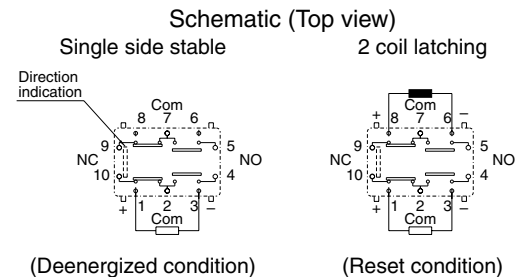 Schematic (Top view)
Single side stable
2 coil latching
Direction
indication
Com
8 7 6
9
5
NC
NO
10
4
+ 1 2 3 –
Com
(Deenergized condition)
Com
+ 8 7 6 –
9
5
NC
NO
10
4
+ 1 2 3 –
Com
(Reset condition)